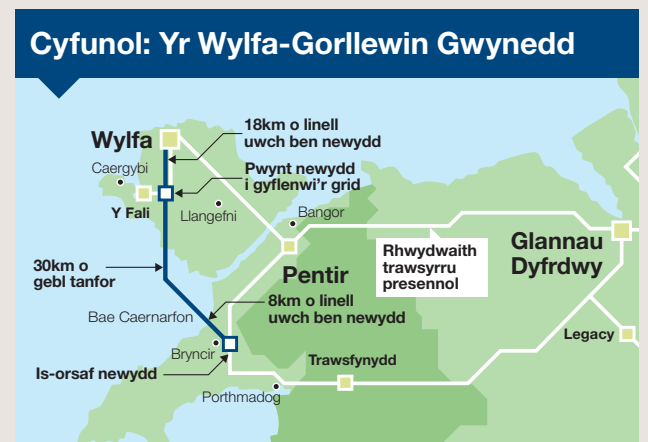 Cyfunol: Yr Wylfa-Gorllewin Gwynedd
18km o linell
uwch ben newydd
Wylfa
Caergybi
Pwynt newydd
i gyflenwi'r grid
Y Fali
Llangefni
Bangor
Rhwydwaith
trawsyrru
presennol
Glannau
Dyfrdwy
30km o
gebl tanfor
Pentir
8km o linell
uwch ben newydd
Bae Caernarfon
Legacy
Bryncir
Is-orsaf newydd
Trawsfynydd
Porthmadog